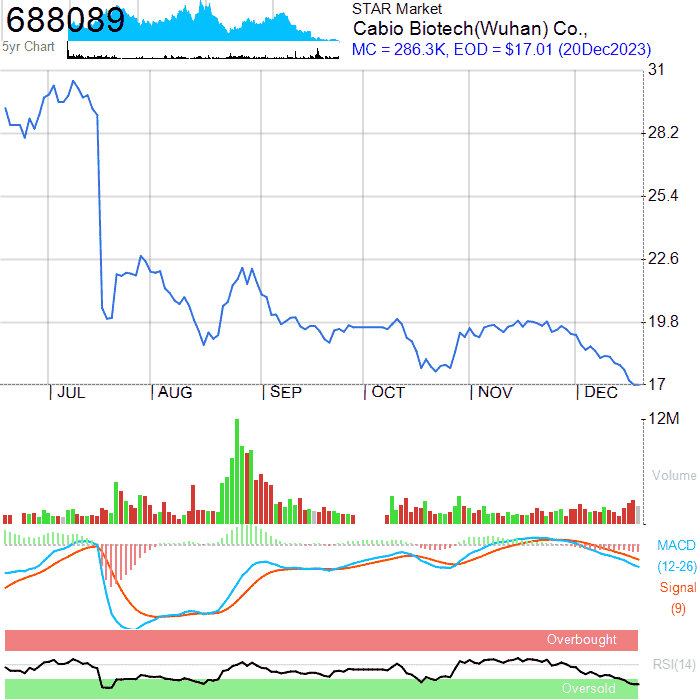 688089
STAR Market
Cabio Biotech(Wuhan) Co.,
5yr Chart
MC = 286.3K, EOD = $17.01 (20Dec2023)
31
28.2
25.4
22.6
19.8
17
JUL
AUG
SEP
OCT
NOV
DEC
12M
Volume
MACD
(12-26)
Signal
(9)
Overbought
RSI(14)
Oversold